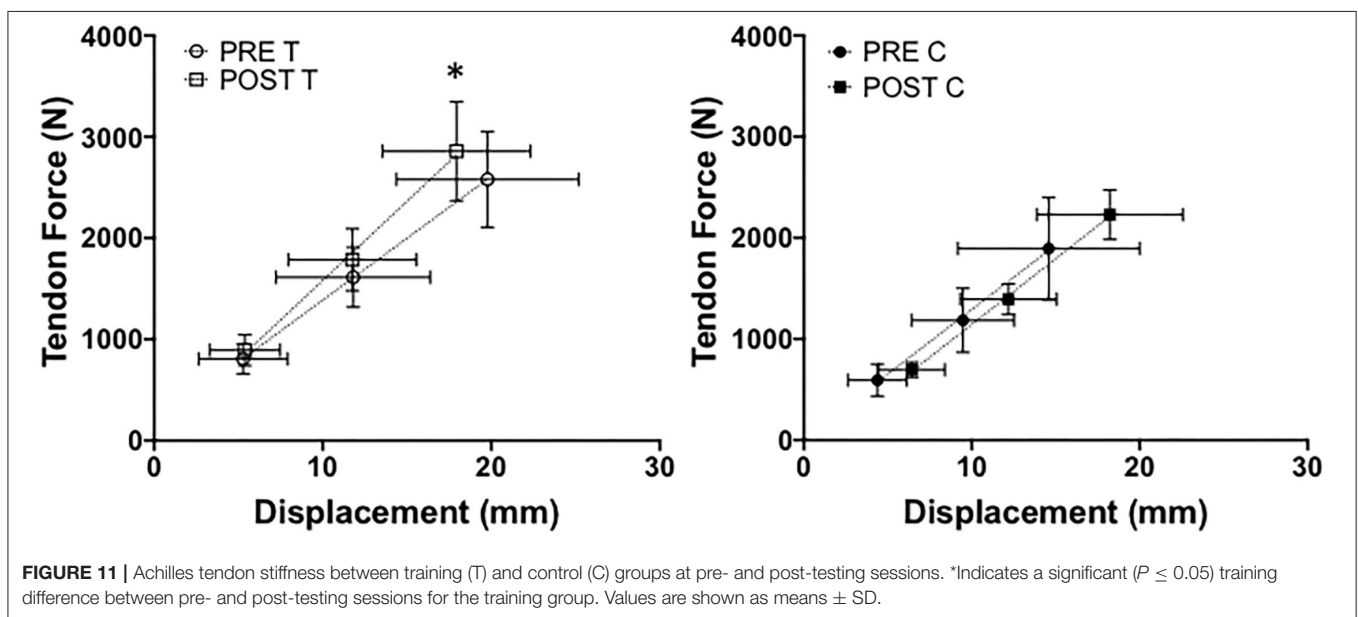 4000
3000
2000
1000
0
Tendon Force (N)
PRE T
POST T
*
0 10 20 30
Displacement (mm)
4000
3000
2000
1000
0
Tendon Force (N)
PRE C
POST C
0 10 20 30
Displacement (mm)
FIGURE 11 | Achilles tendon stiffness between training (T) and control (C) groups at pre- and post-testing sessions. *Indicates a significant (P ≤ 0.05) training
difference between pre- and post-testing sessions for the training group. Values are shown as means ± SD.